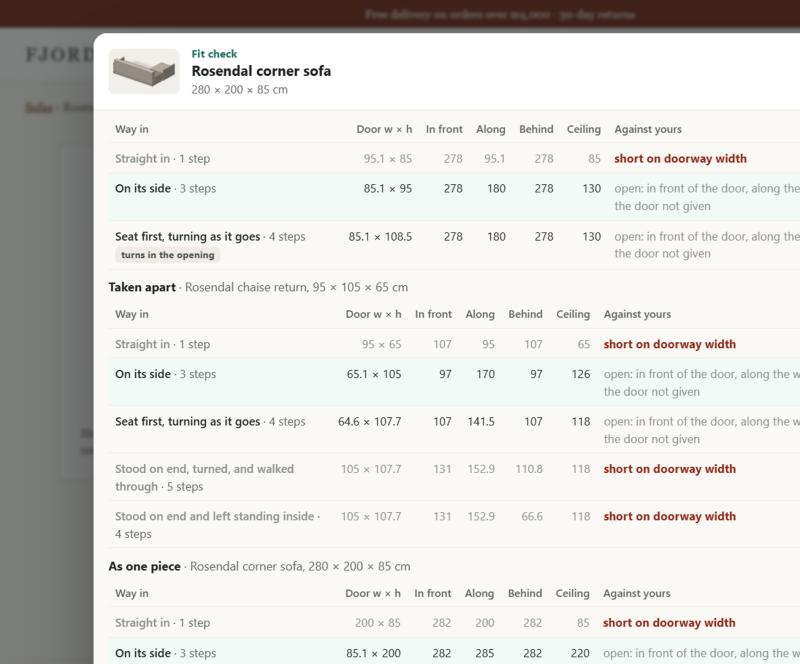 Free delivery on orders over kr4,000 · 30-day returns
FJORD
Sofas
Fit check
Rosendal corner sofa
280 × 200 × 85 cm
Way in Door w × h In front Along Behind Ceiling Against yours
Straight in · 1 step 95.1 × 85 278 95.1 278 85 short on doorway width
On its side · 3 steps 85.1 × 95 278 180 278 130 open: in front of the door, along the
the door not given
Seat first, turning as it goes · 4 steps 85.1 × 108.5 278 180 278 130 open: in front of the door, along the
turns in the opening the door not given
Taken apart · Rosendal chaise return, 95 × 105 × 65 cm
Way in Door w × h In front Along Behind Ceiling Against yours
Straight in · 1 step 95 × 65 107 95 107 65 short on doorway width
On its side · 3 steps 65.1 × 105 97 170 97 126 open: in front of the door, along the w
the door not given
Seat first, turning as it goes · 4 steps 64.6 × 107.7 107 141.5 107 118 open: in front of the door, along the w
the door not given
Stood on end, turned, and walked 105 × 107.7 131 152.9 110.8 118 short on doorway width
through · 5 steps
Stood on end and left standing inside · 105 × 107.7 131 152.9 66.6 118 short on doorway width
4 steps
As one piece · Rosendal corner sofa, 280 × 200 × 85 cm
Way in Door w × h In front Along Behind Ceiling Against yours
Straight in · 1 step 200 × 85 282 200 282 85 short on doorway width
On its side · 3 steps 85.1 × 200 282 285 282 220 open: in front of the door, along the w